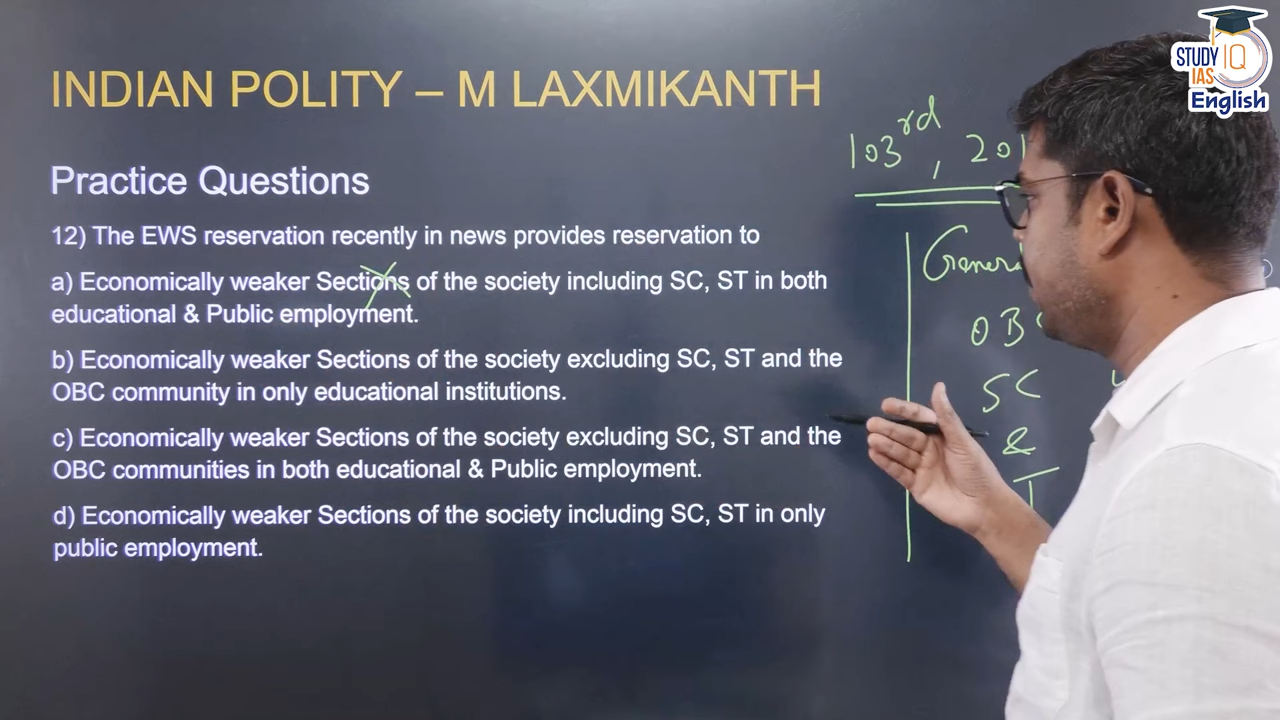 INDIAN POLITY – M LAXMIKANTH
Practice Questions
12) The EWS reservation recently in news provides reservation to
a) Economically weaker Sections of the society including SC, ST in both
educational & Public employment.
b) Economically weaker Sections of the society excluding SC, ST and the
OBC community in only educational institutions.
c) Economically weaker Sections of the society excluding SC, ST and the
OBC communities in both educational & Public employment.
d) Economically weaker Sections of the society including SC, ST in only
public employment.
103rd, 201
Gener
OBC
SC
&
STUDY IQ
IAS
English